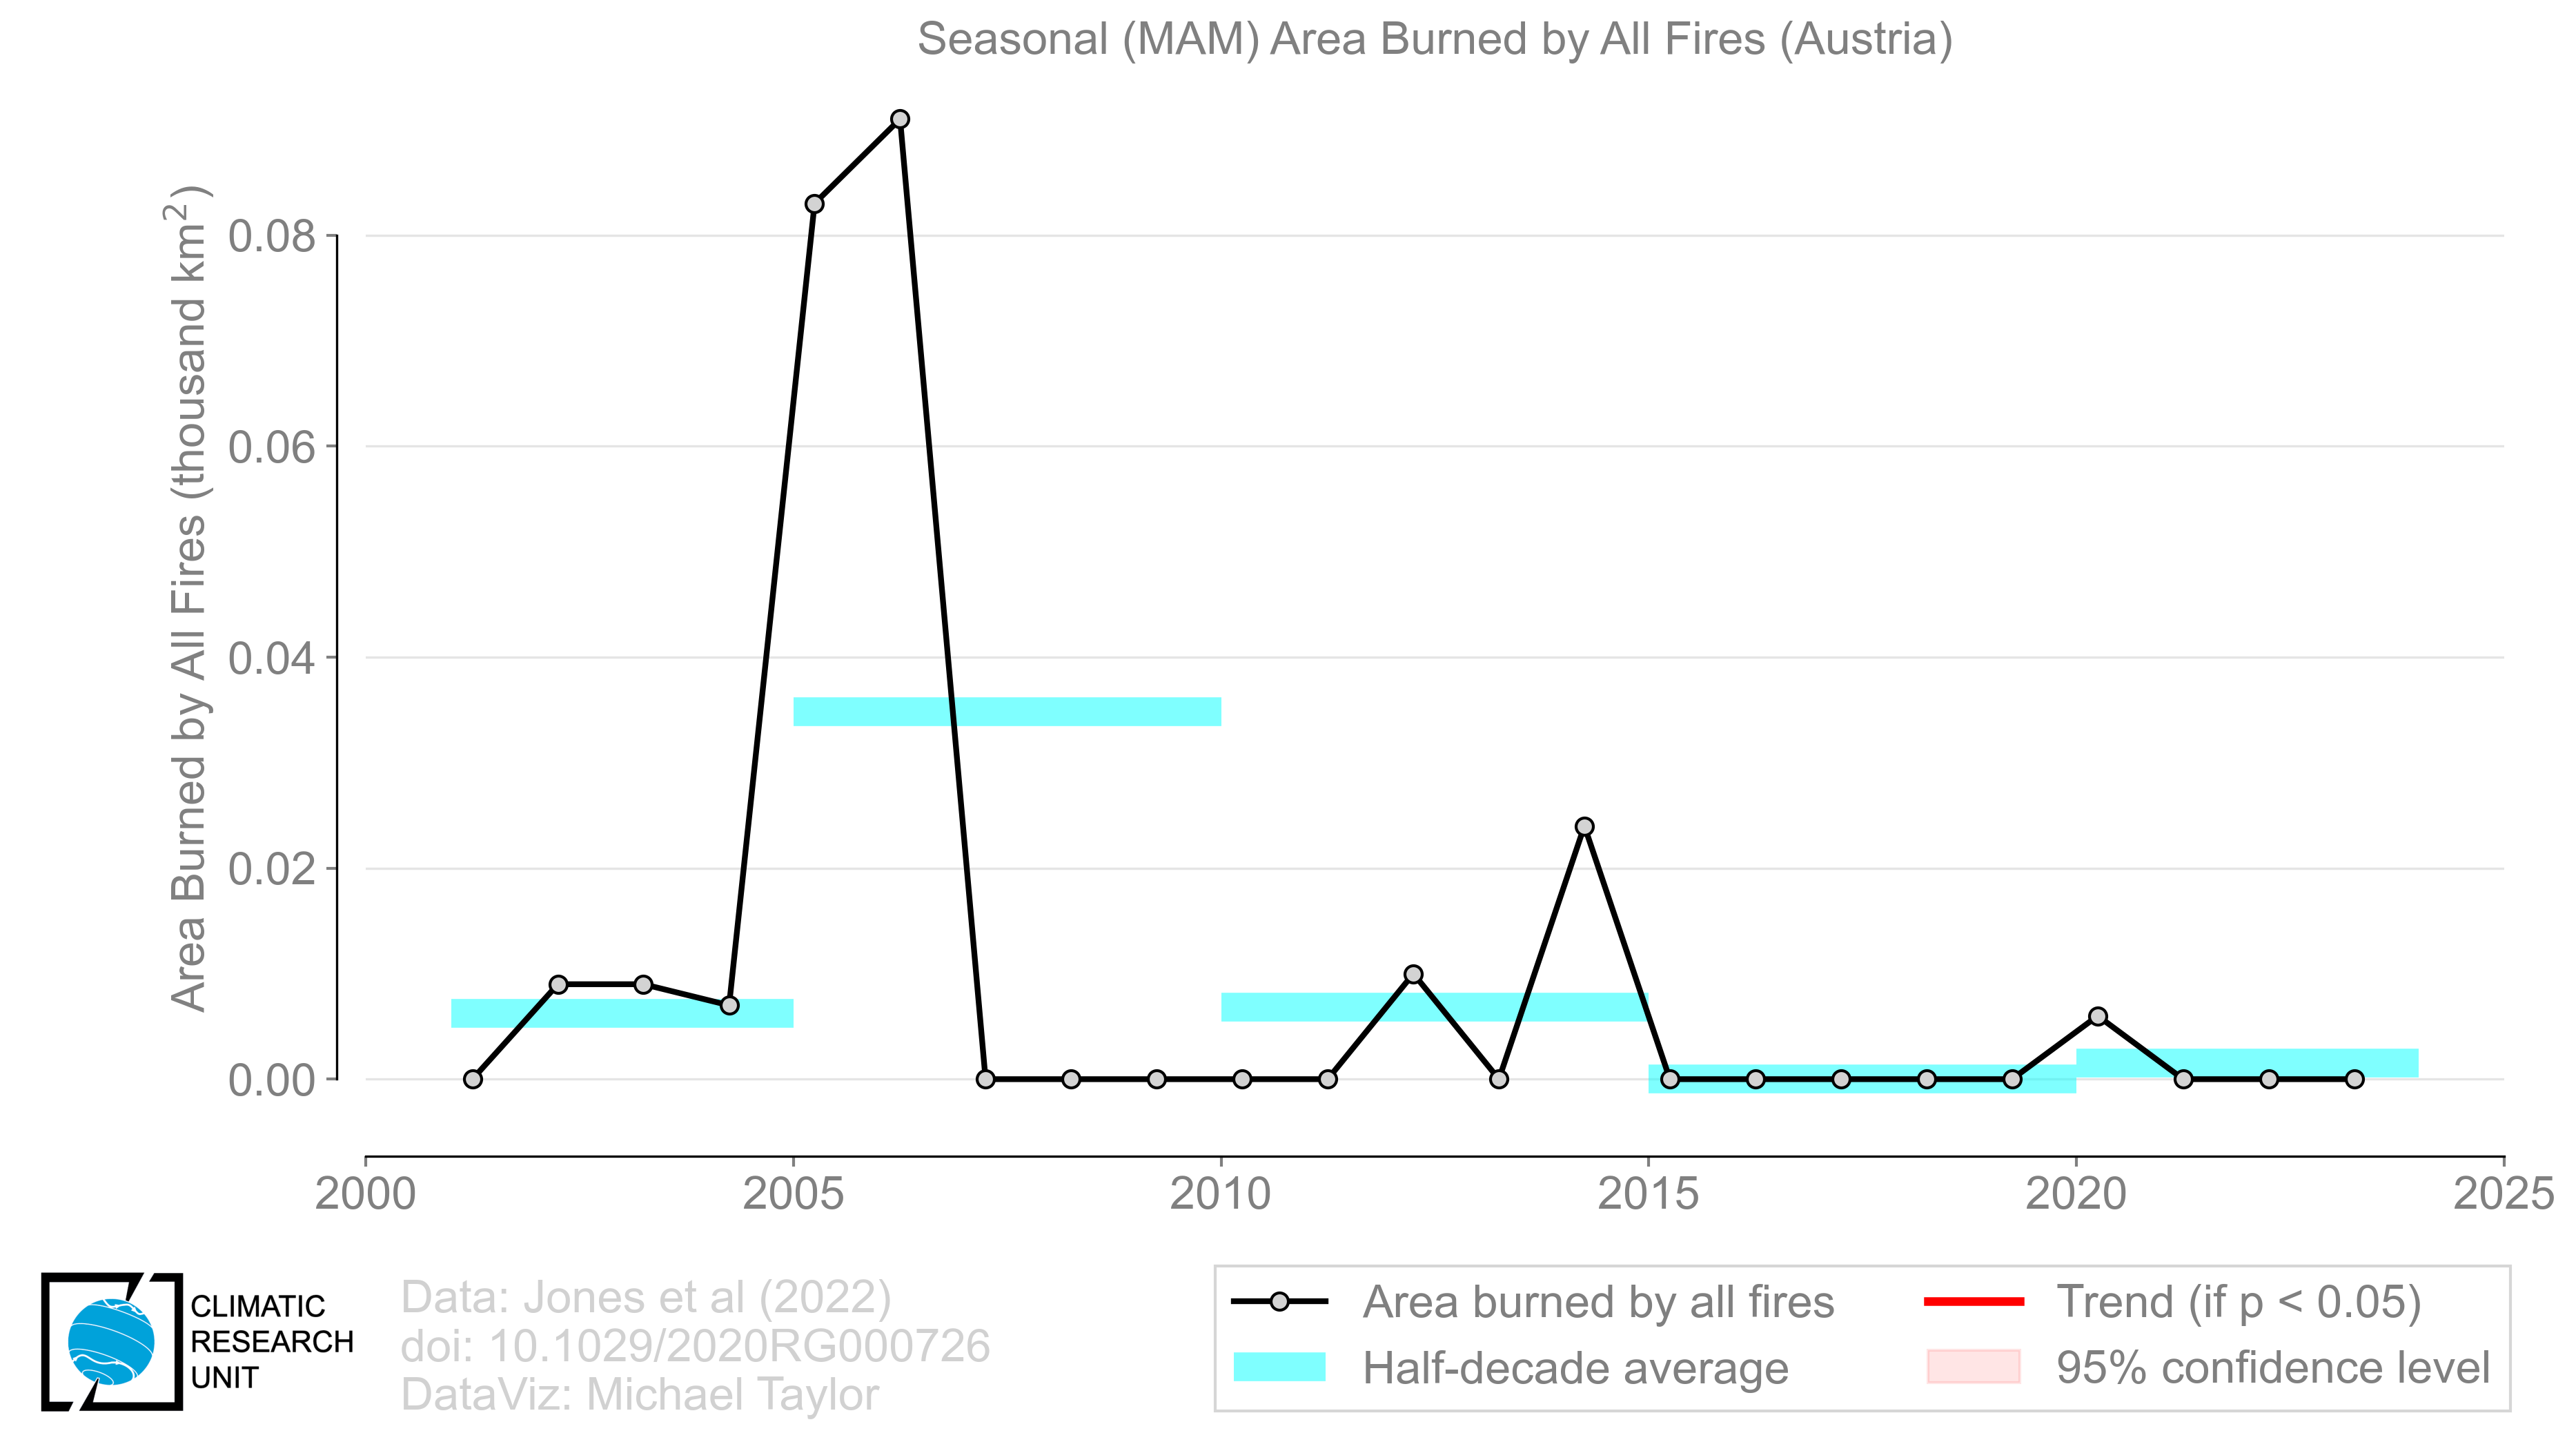 Seasonal (MAM) Area Burned by All Fires (Austria)
Area Burned by All Fires (thousand km²)
0.08
0.06
0.04
0.02
0.00
2000
2005
2010
2015
2020
2025
CLIMATIC
RESEARCH
UNIT
Data: Jones et al (2022)
doi: 10.1029/2020RG000726
DataViz: Michael Taylor
Area burned by all fires
Half-decade average
Trend (if p < 0.05)
95% confidence level